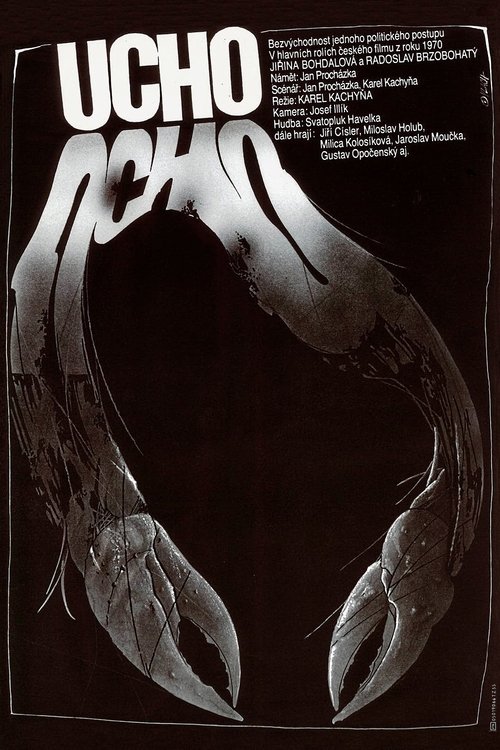 UCHO
Bezvýchodnost jednoho politického postupu
V hlavních rolích českého filmu z roku 1970
JIŘINA BOHDALOVÁ a RADOSLAV BRZOBOHATÝ
Námět: Jan Procházka
Scénář: Jan Procházka, Karel Kachyňa
Režie: KAREL KACHYŇA
Kamera: Josef Illík
Hudba: Svatopluk Havelka
dále hrají: Jiří Císler, Miloslav Holub,
Milica Kolosíková, Jaroslav Moučka,
Gustav Opočenský aj.
UCHO